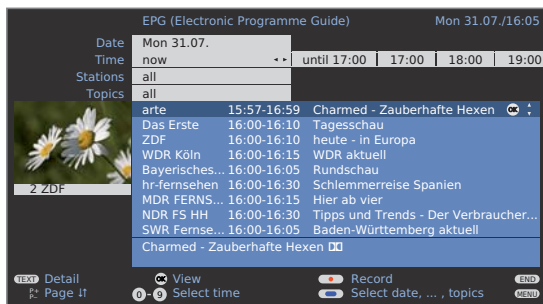 EPG (Electronic Programme Guide) Mon 31.07./16:05
Date Mon 31.07.
Time now until 17:00 17:00 18:00 19:00
Stations all
Topics all
arte 15:57-16:59 Charmed - Zauberhafte Hexen OK
Das Erste 16:00-16:10 Tagesschau
ZDF 16:00-16:10 heute - in Europa
WDR Köln 16:00-16:15 WDR aktuell
Bayerisches... 16:00-16:05 Rundschau
hr-fernsehen 16:00-16:30 Schlemmerreise Spanien
MDR FERNS... 16:00-16:15 Hier ab vier
NDR FS HH 16:00-16:30 Tipps und Trends - Der Verbraucher...
SWR Fernse... 16:00-16:05 Baden-Württemberg aktuell
2 ZDF
Charmed - Zauberhafte Hexen
TEXT Detail OK View Record END
P+ P- Page 0-9 Select time Select date, ... , topics MENU